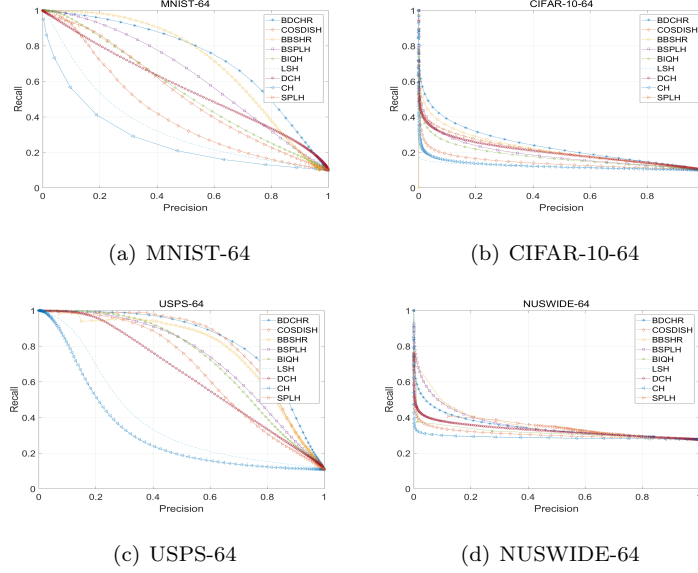 MNIST-64
1
0.8
0.6
0.4
0.2
0
Recall
0 0.2 0.4 0.6 0.8 1
Precision
BDCHR
COSDISH
BBSHR
BSPLH
BIQH
LSH
DCH
CH
SPLH
(a) MNIST-64
CIFAR-10-64
1
0.8
0.6
0.4
0.2
0
Recall
0 0.2 0.4 0.6 0.8
Precision
BDCHR
COSDISH
BBSHR
BSPLH
BIQH
LSH
DCH
CH
SPLH
(b) CIFAR-10-64
USPS-64
1
0.8
0.6
0.4
0.2
0
Recall
0 0.2 0.4 0.6 0.8 1
Precision
BDCHR
COSDISH
BBSHR
BSPLH
BIQH
LSH
DCH
CH
SPLH
(c) USPS-64
NUSWIDE-64
1
0.8
0.6
0.4
0.2
0
Recall
0 0.2 0.4 0.6 0.8 1
Precision
BDCHR
COSDISH
BBSHR
BSPLH
BIQH
LSH
DCH
CH
SPLH
(d) NUSWIDE-64